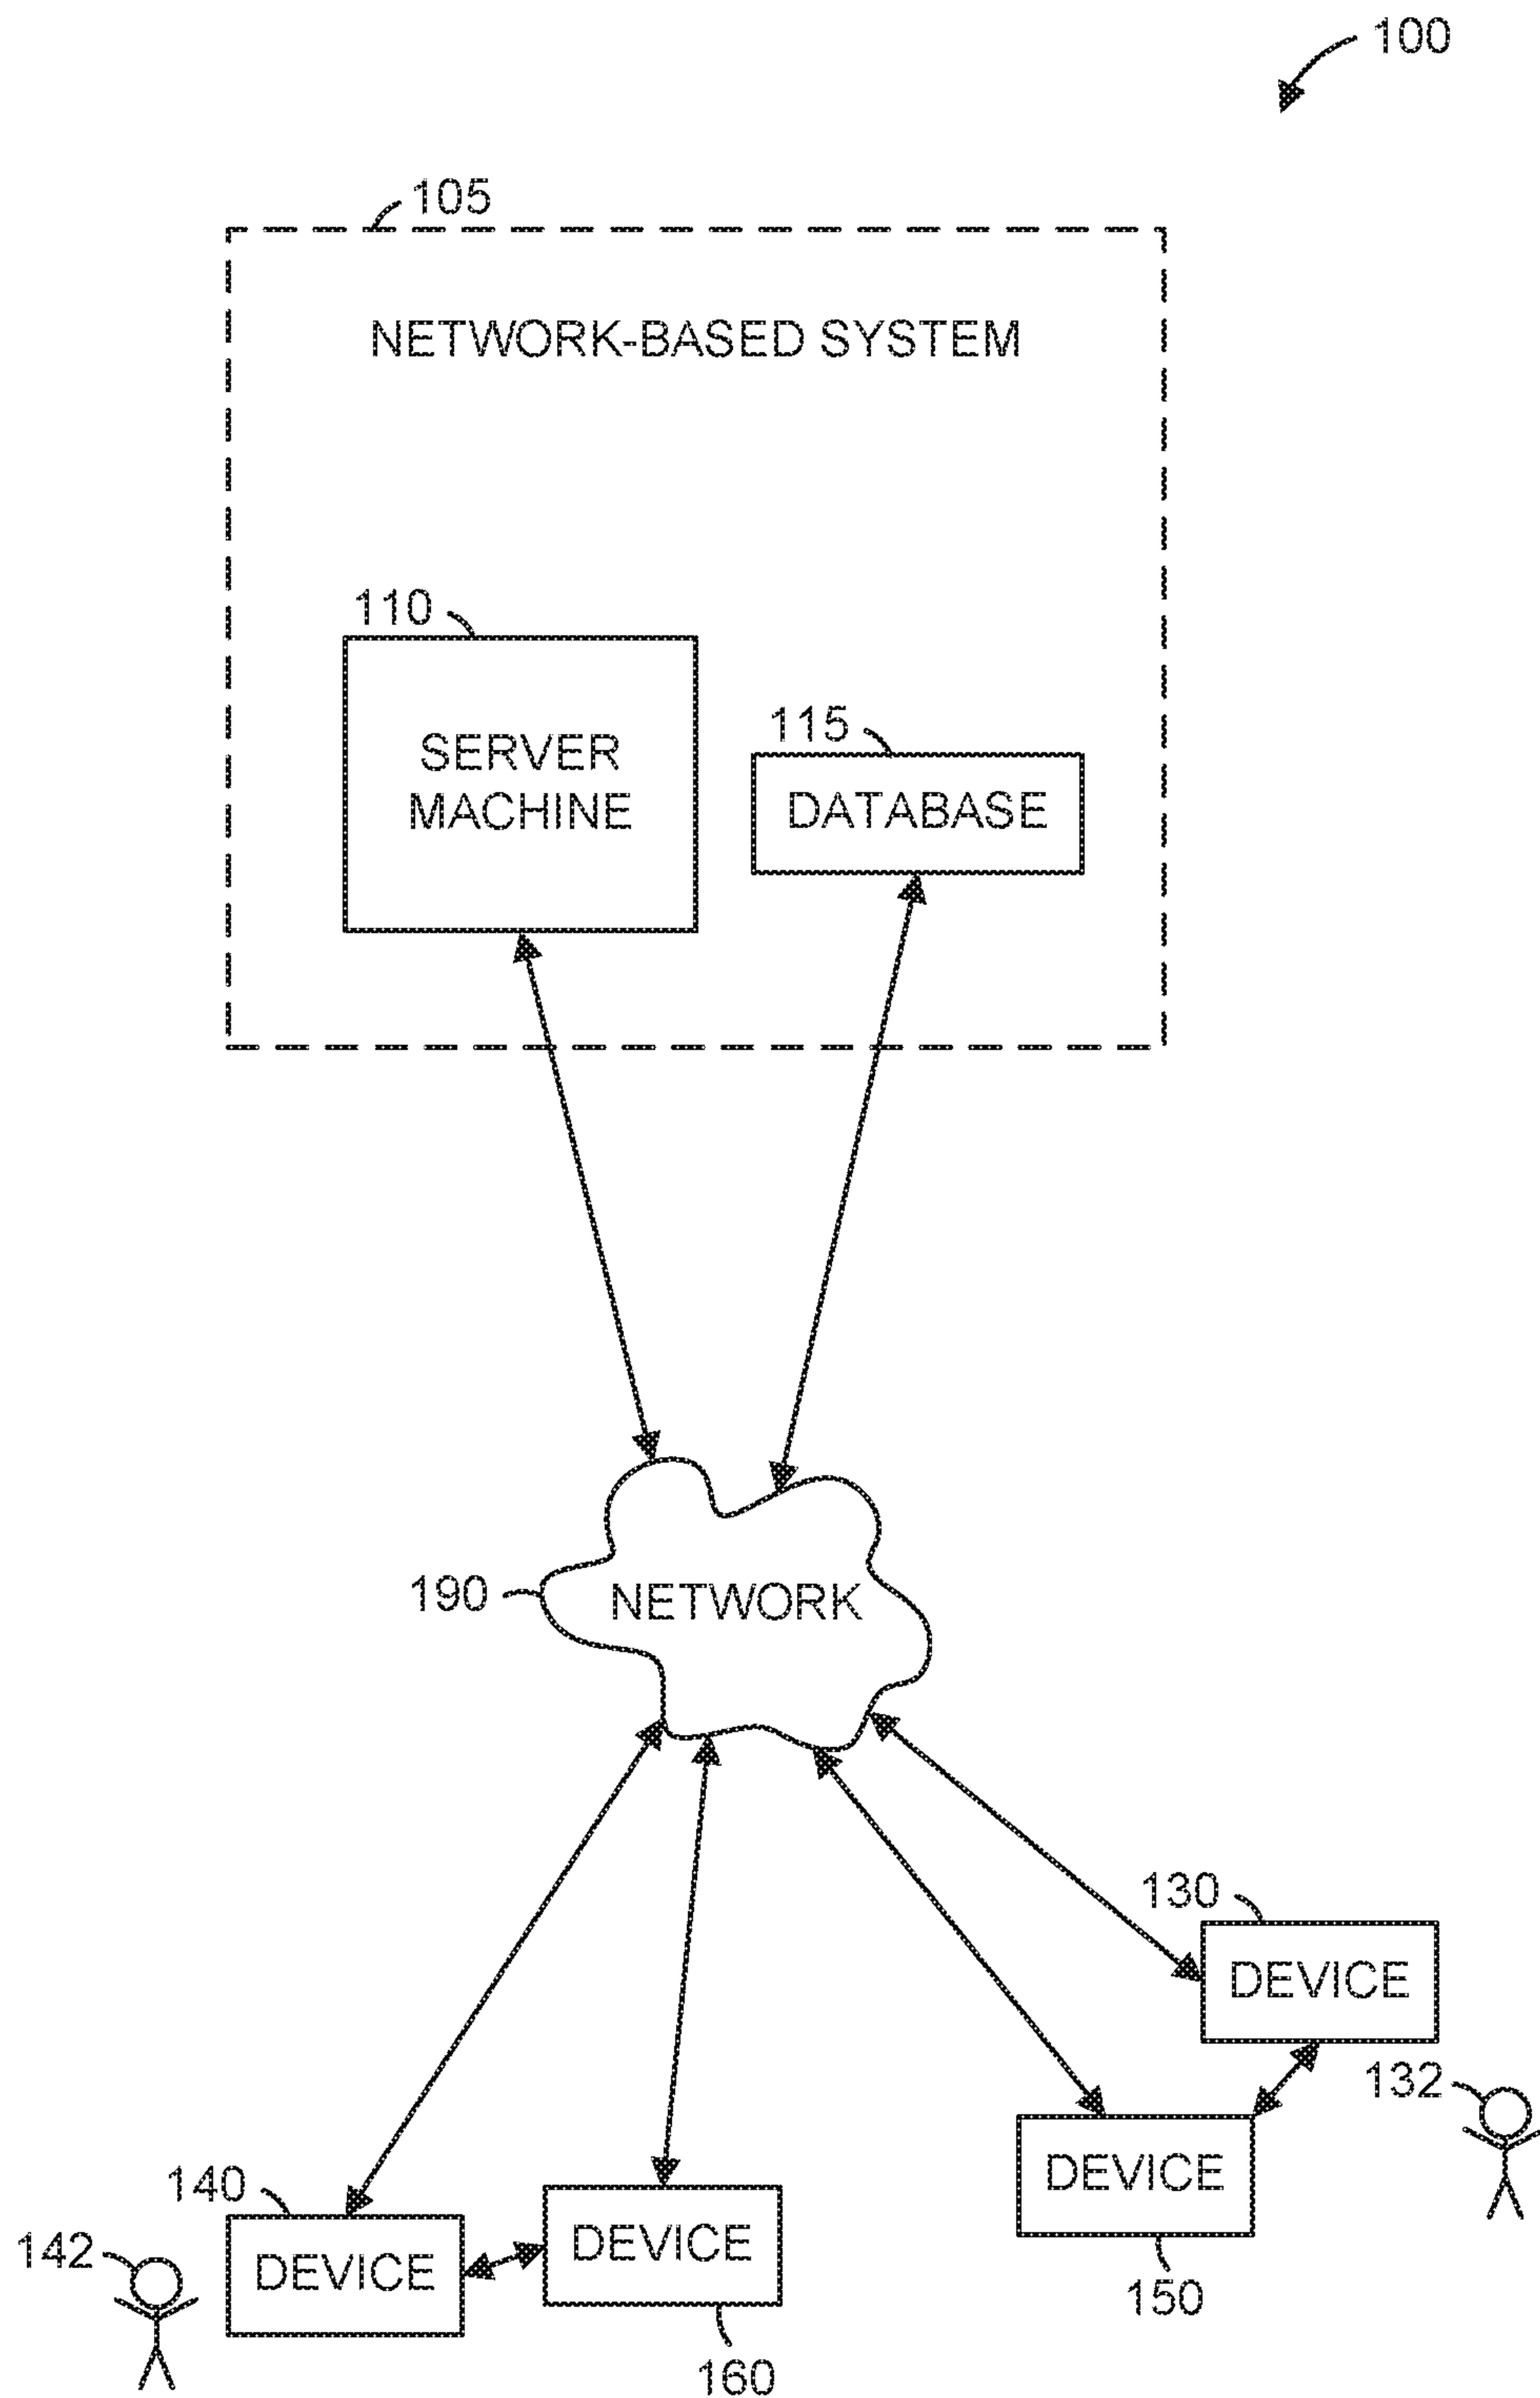 100
105
NETWORK-BASED SYSTEM
110
SERVER
MACHINE
115
DATABASE
190
NETWORK
130
DEVICE
132
DEVICE
150
140
DEVICE
142
DEVICE
160